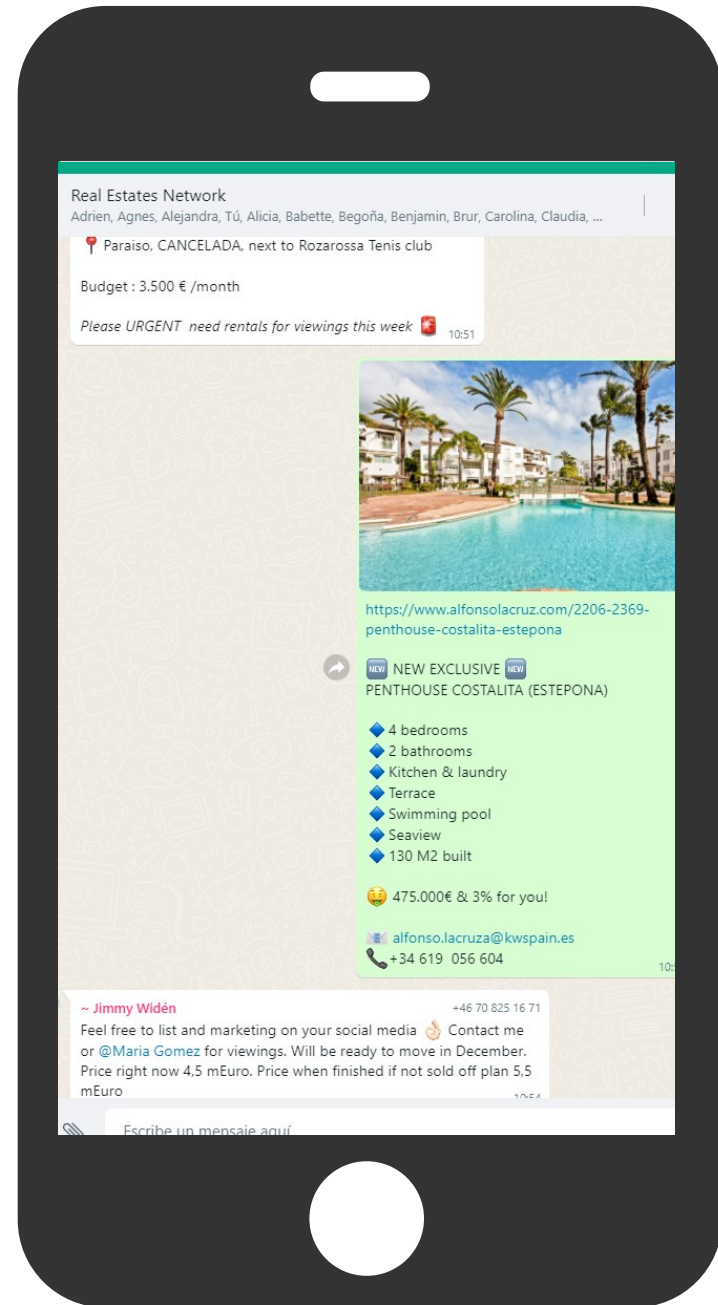 Real Estates Network
Adrien, Agnes, Alejandra, Tú, Alicia, Babette, Begoña, Benjamin, Brur, Carolina, Claudia, ...
Paraiso, CANCELADA, next to Rozarossa Tenis club
Budget : 3.500 € /month
Please URGENT need rentals for viewings this week
10:51
https://www.alfonsolacruz.com/2206-2369-
penthouse-costalita-estepona
NEW NEW EXCLUSIVE NEW
PENTHOUSE COSTALITA (ESTEPONA)
4 bedrooms
2 bathrooms
Kitchen & laundry
Terrace
Swimming pool
Seaview
130 M2 built
475.000€ & 3% for you!
alfonso.lacruza@kwspain.es
+34 619 056 604
~ Jimmy Widén +46 70 825 16 71
Feel free to list and marketing on your social media 👌🏻 Contact me
or @Maria Gomez for viewings. Will be ready to move in December.
Price right now 4,5 mEuro. Price when finished if not sold off plan 5,5
mEuro
10:54
Escribe un mensaje aquí